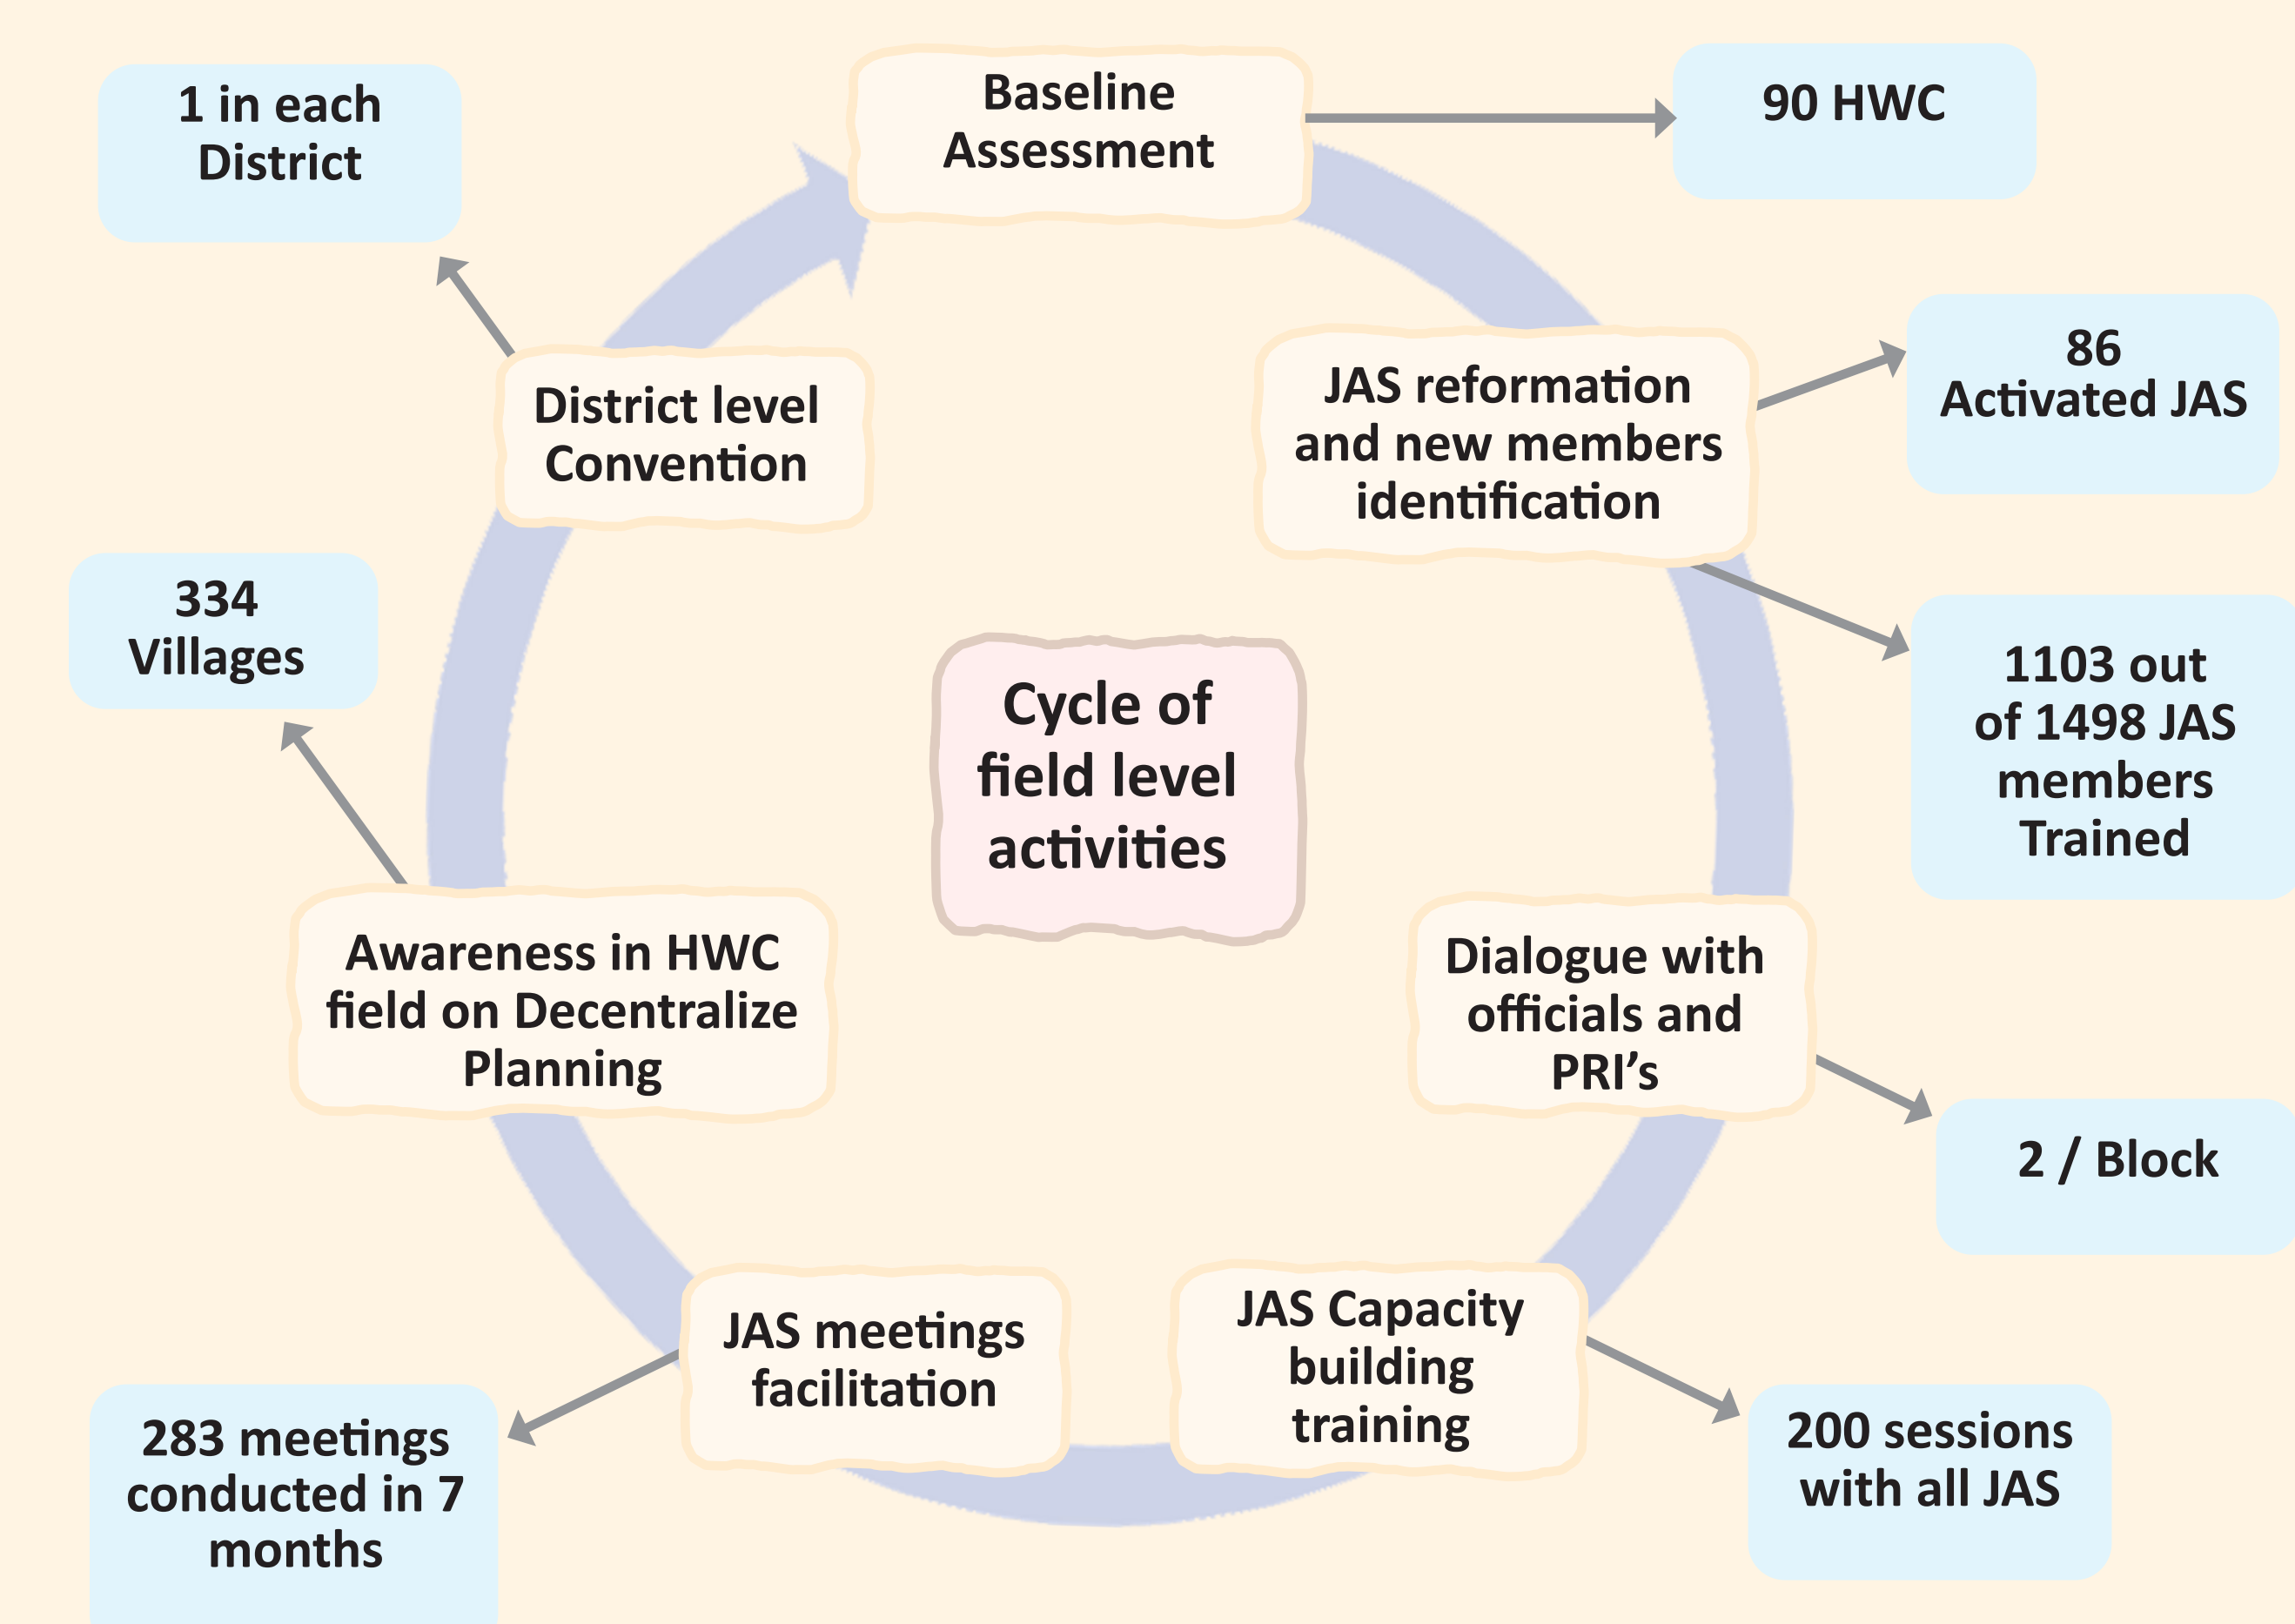 1 in each
District
Baseline
Assessment
90 HWC
District level
Convention
JAS reformation
and new members
identification
86
Activated JAS
334
Villages
Cycle of
field level
activities
1103 out
of 1498 JAS
members
Trained
Awareness in HWC
field on Decentralize
Planning
Dialogue with
officials and
PRI’s
2 / Block
JAS meetings
facilitation
JAS Capacity
building
training
283 meetings
conducted in 7
months
200 sessions
with all JAS